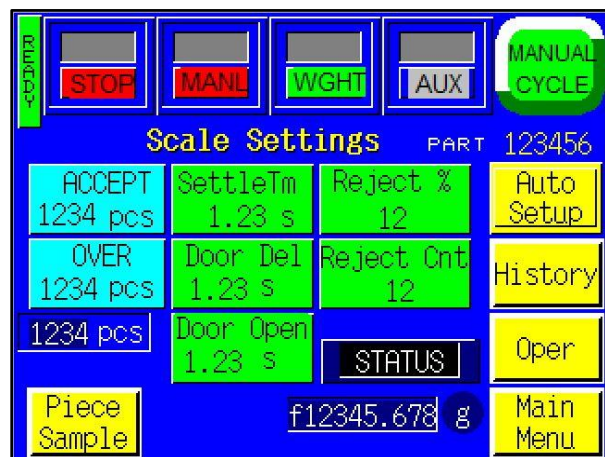 READY
STOP
MANL
WGHT
AUX
MANUAL
CYCLE
Scale Settings
PART 123456
ACCEPT
1234 pcs
SettleTm
1.23 s
Reject %
12
Auto
Setup
OVER
1234 pcs
Door Del
1.23 s
Reject Cnt
12
History
1234 pcs
Door Open
1.23 s
STATUS
Oper
Piece
Sample
f12345.678 g
Main
Menu